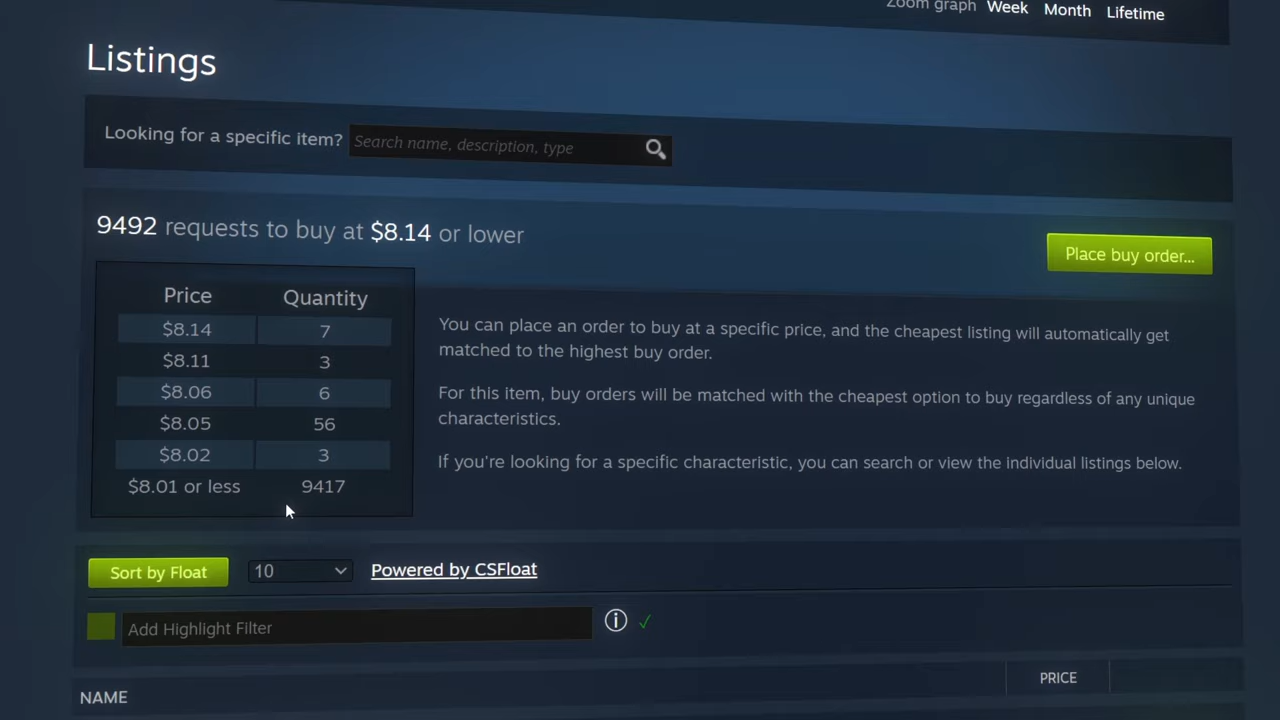 Zoom graph Week Month Lifetime
Listings
Looking for a specific item? Search name, description, type
9492 requests to buy at $8.14 or lower
Place buy order...
Price Quantity
$8.14 7
$8.11 3
$8.06 6
$8.05 56
$8.02 3
$8.01 or less 9417
You can place an order to buy at a specific price, and the cheapest listing will automatically get
matched to the highest buy order.
For this item, buy orders will be matched with the cheapest option to buy regardless of any unique
characteristics.
If you're looking for a specific characteristic, you can search or view the individual listings below.
Sort by Float 10 Powered by CSFloat
Add Highlight Filter
NAME PRICE